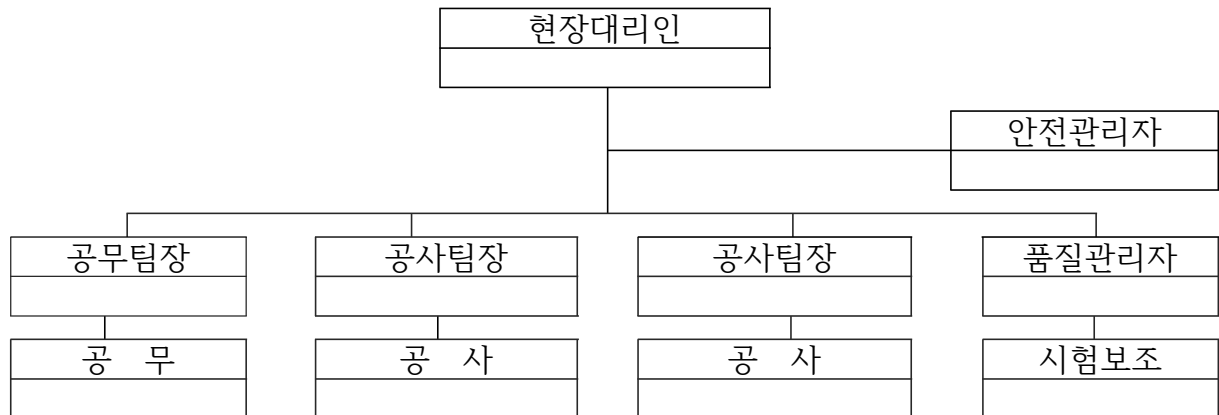 현장대리인
안전관리자
공무팀장 공사팀장 공사팀장 품질관리자
공 무 공 사 공 사 시험보조